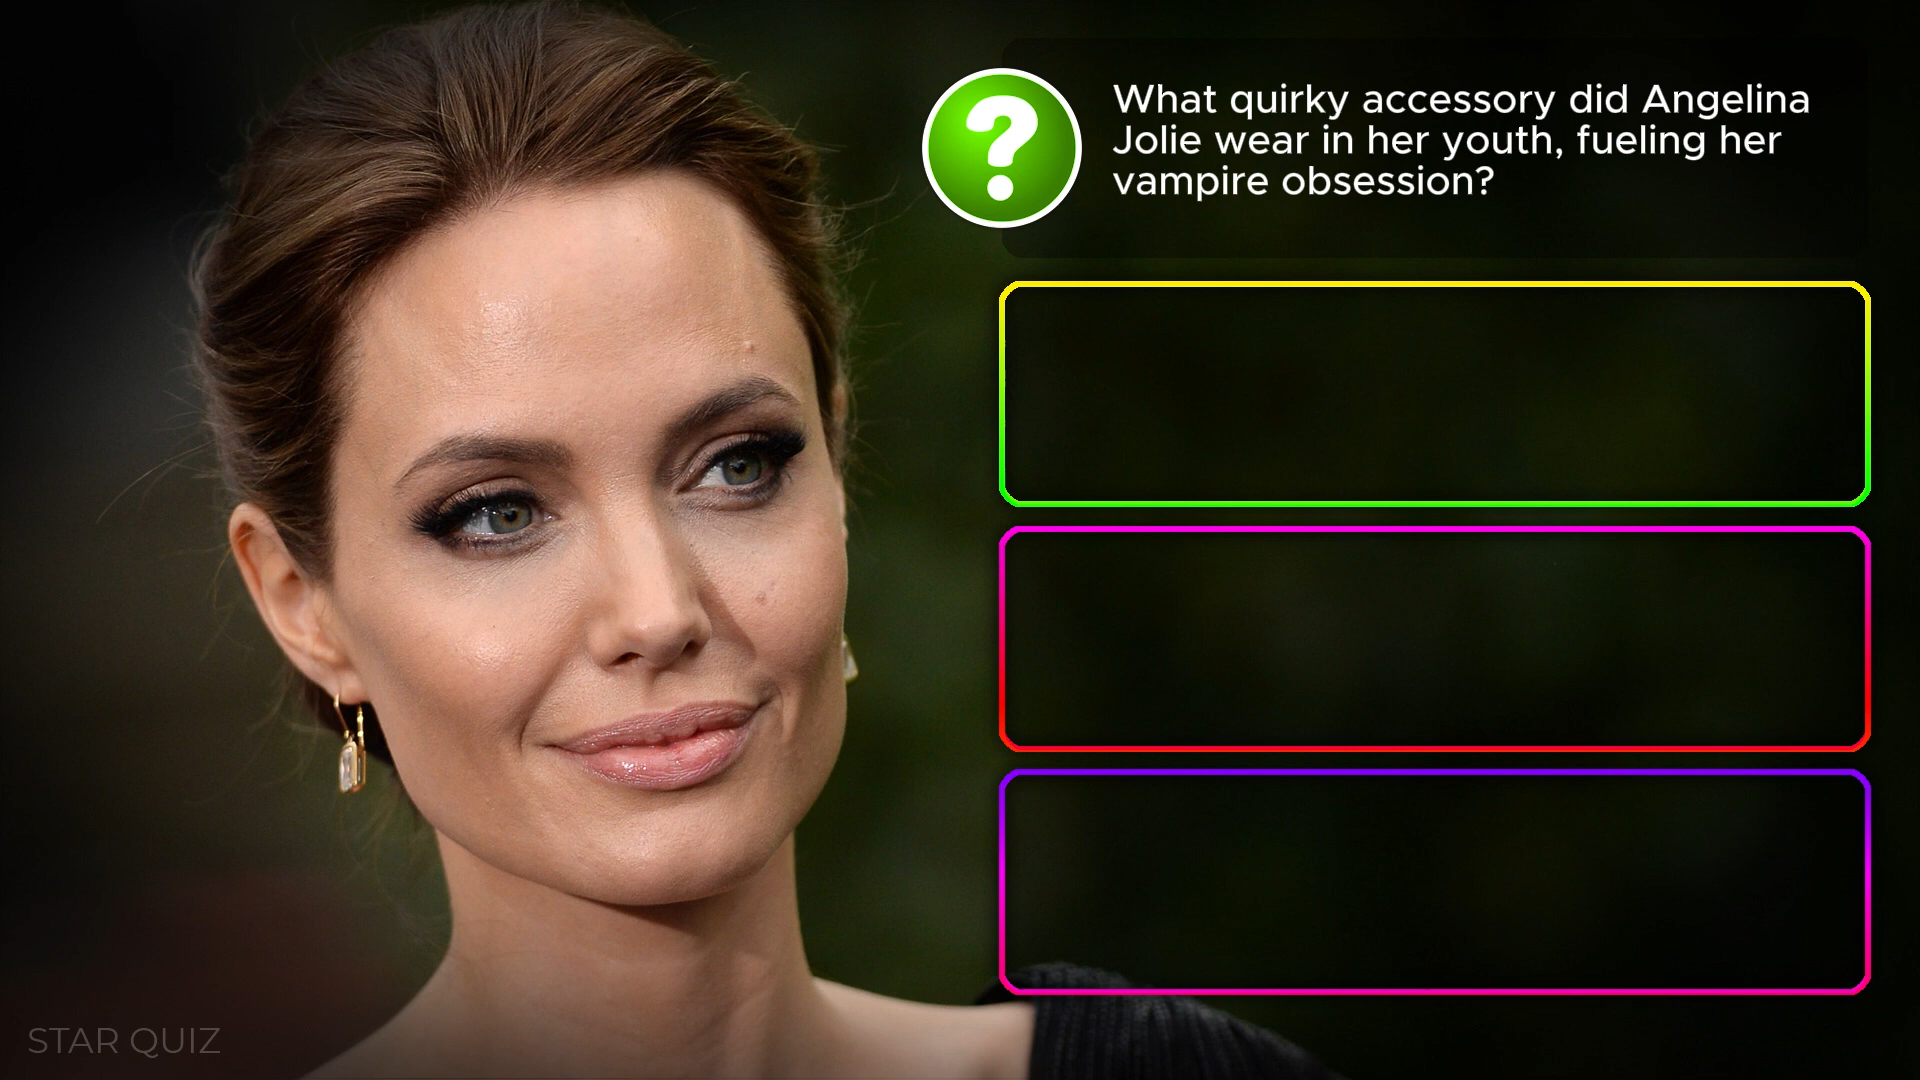 What quirky accessory did Angelina
Jolie wear in her youth, fueling her
vampire obsession?
STAR QUIZ